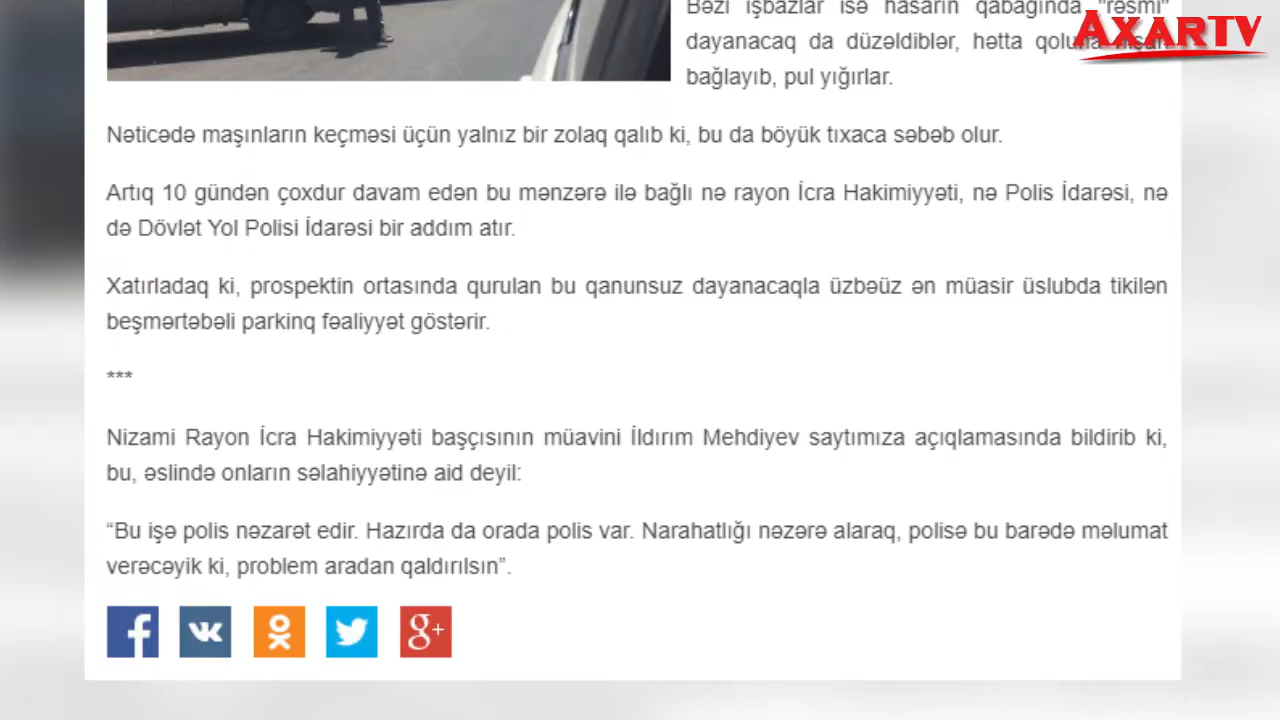 Bəzi işbazlar isə hasarın qabağında "rəsmi"
AXARTV
dayanacaq da düzəldiblər, hətta qoluna
bağlayıb, pul yığırlar.
Nəticədə maşınların keçməsi üçün yalnız bir zolaq qalıb ki, bu da böyük tıxaca səbəb olur.
Artıq 10 gündən çoxdur davam edən bu mənzərə ilə bağlı nə rayon İcra Hakimiyyəti, nə Polis İdarəsi, nə
də Dövlət Yol Polisi İdarəsi bir addım atır.
Xatırladaq ki, prospektin ortasında qurulan bu qanunsuz dayanacaqla üzbəüz ən müasir üslubda tikilən
beşmərtəbəli parkinq fəaliyyət göstərir.
***
Nizami Rayon İcra Hakimiyyəti başçısının müavini İldırım Mehdiyev saytımıza açıqlamasında bildirib ki,
bu, əslində onların səlahiyyətinə aid deyil:
“Bu işə polis nəzarət edir. Hazırda da orada polis var. Narahatlığı nəzərə alaraq, polisə bu barədə məlumat
verəcəyik ki, problem aradan qaldırılsın”.